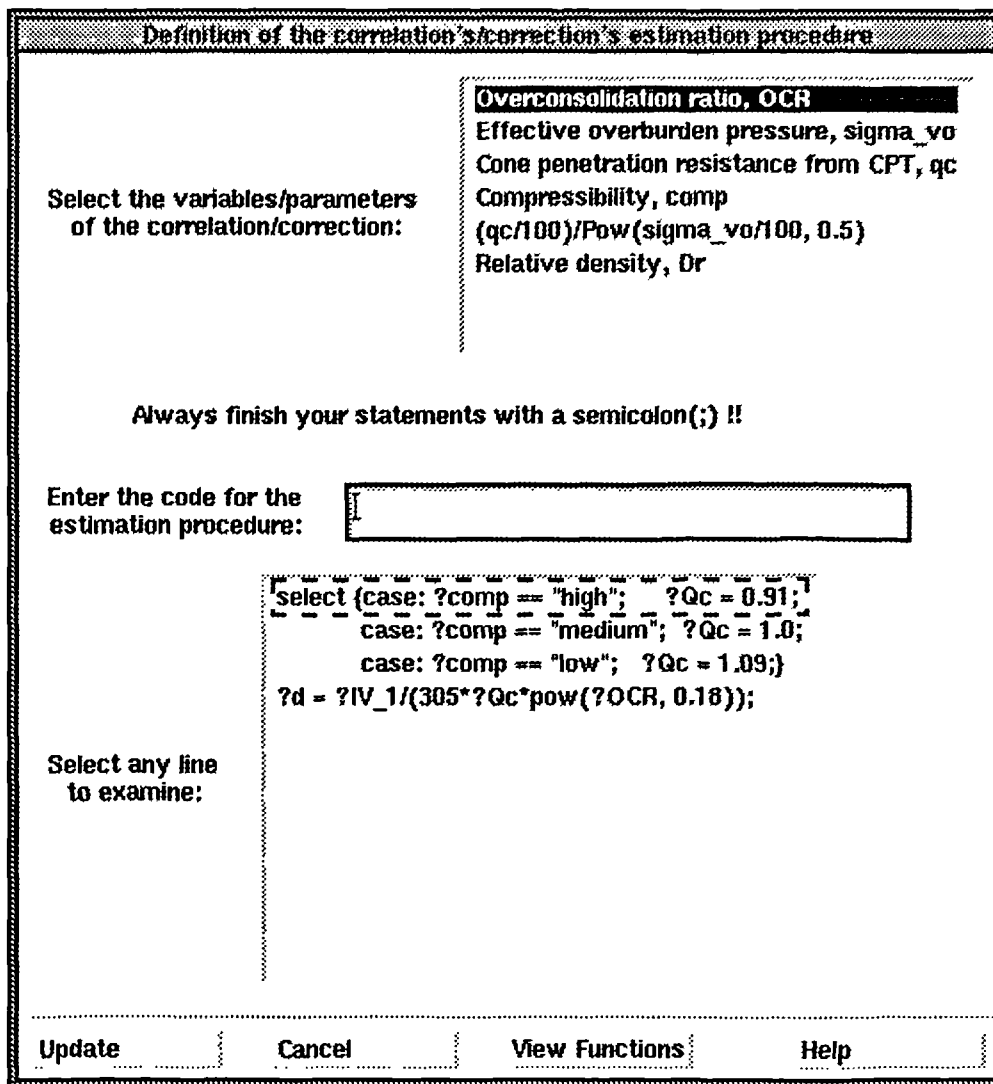 Definition of the correlation's/correction's estimation procedure
Overconsolidation ratio, OCR
Effective overburden pressure, sigma_vo
Cone penetration resistance from CPT, qc
Compressibility, comp
(qc/100)/Pow(sigma_vo/100, 0.5)
Relative density, Dr
Select the variables/parameters
of the correlation/correction:
Always finish your statements with a semicolon(;) !!
Enter the code for the
estimation procedure:
select {case: ?comp == "high"; ?Qc = 0.91;
case: ?comp == "medium"; ?Qc = 1.0;
case: ?comp == "low"; ?Qc = 1.09;}
?d = ?IV_1/(305*?Qc*pow(?OCR, 0.18));
Select any line
to examine:
Update Cancel View Functions Help